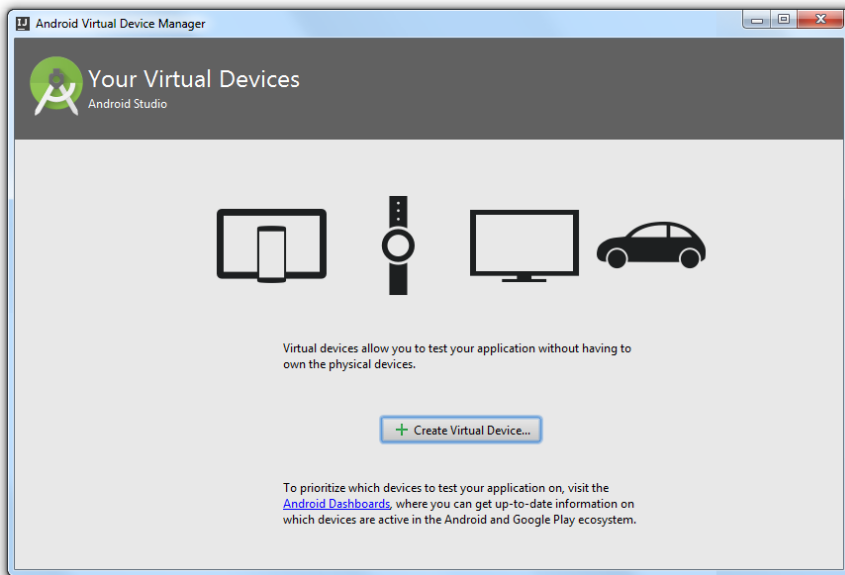 Android Virtual Device Manager
Your Virtual Devices
Android Studio
Virtual devices allow you to test your application without having to
own the physical devices.
Create Virtual Device...
To prioritize which devices to test your application on, visit the
Android Dashboards, where you can get up-to-date information on
which devices are active in the Android and Google Play ecosystem.